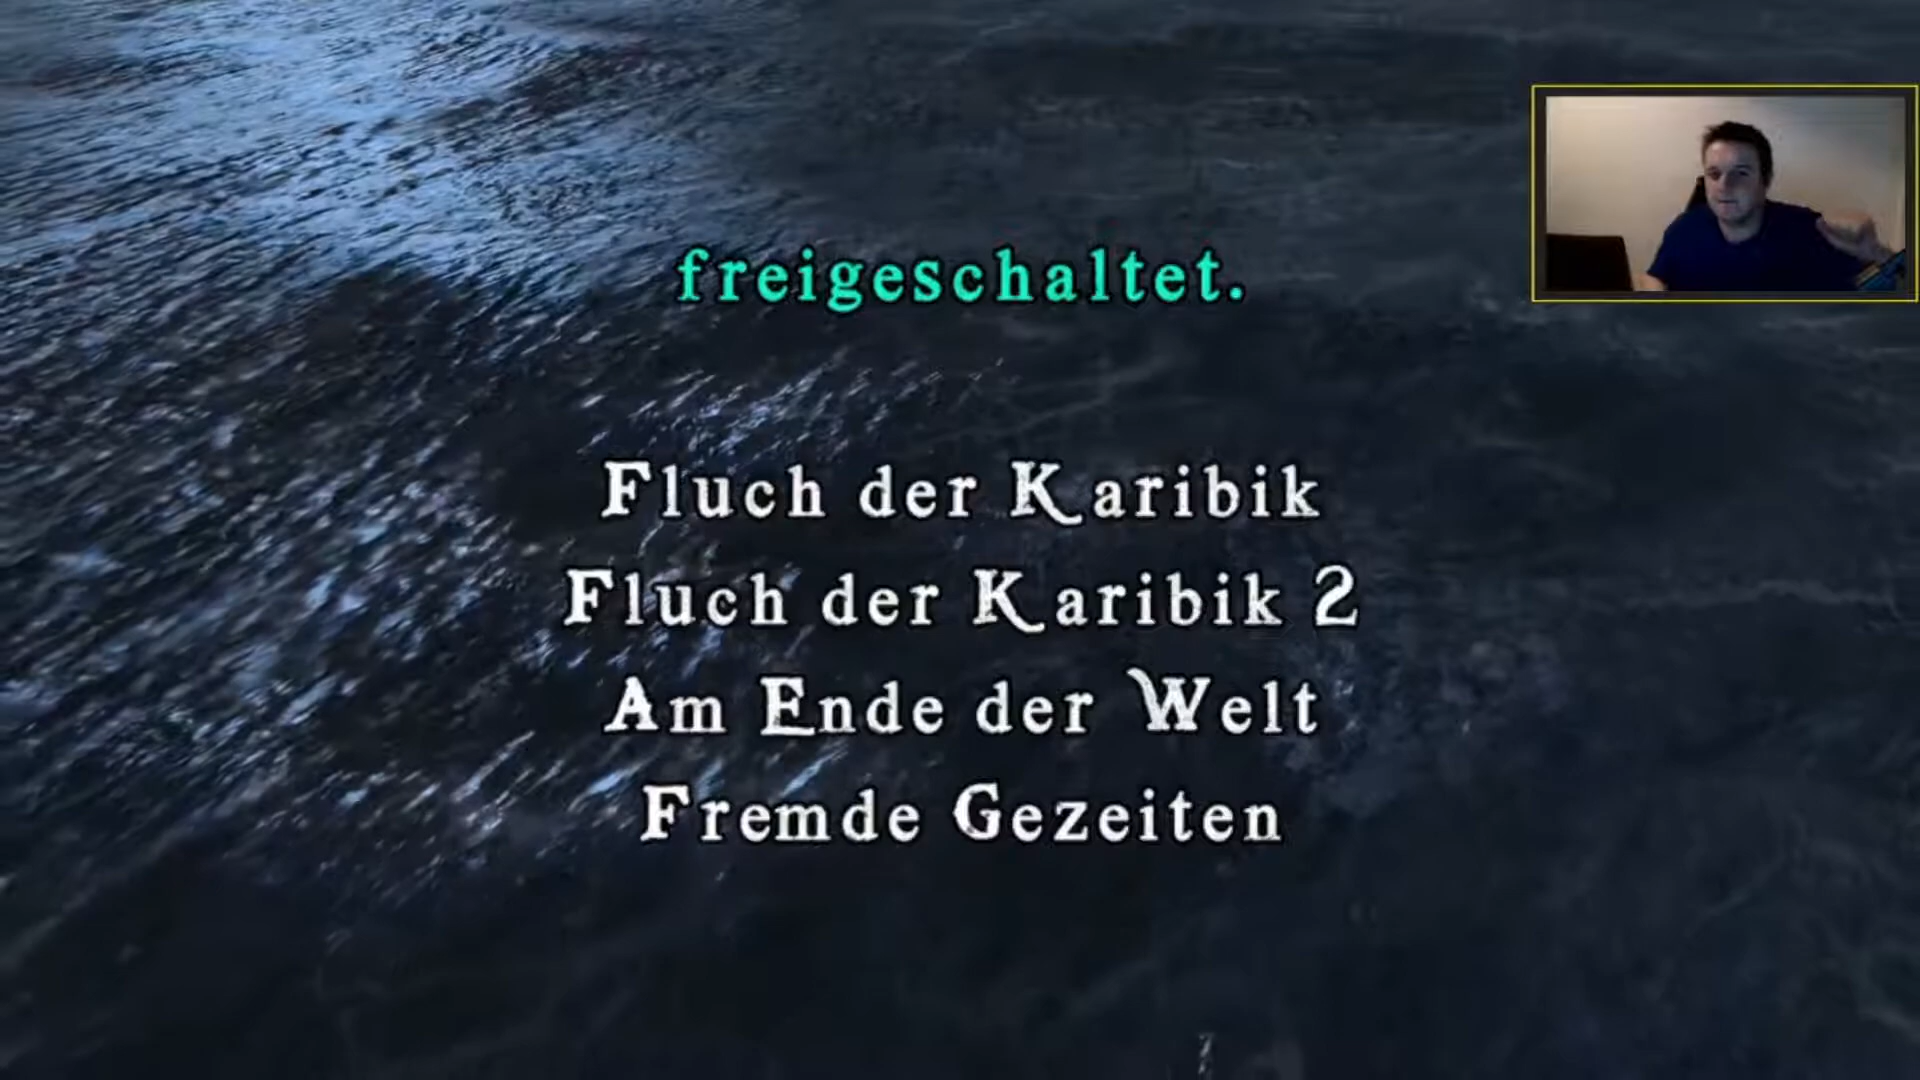 freigeschaltet.
Fluch der Karibik
Fluch der Karibik 2
Am Ende der Welt
Fremde Gezeiten